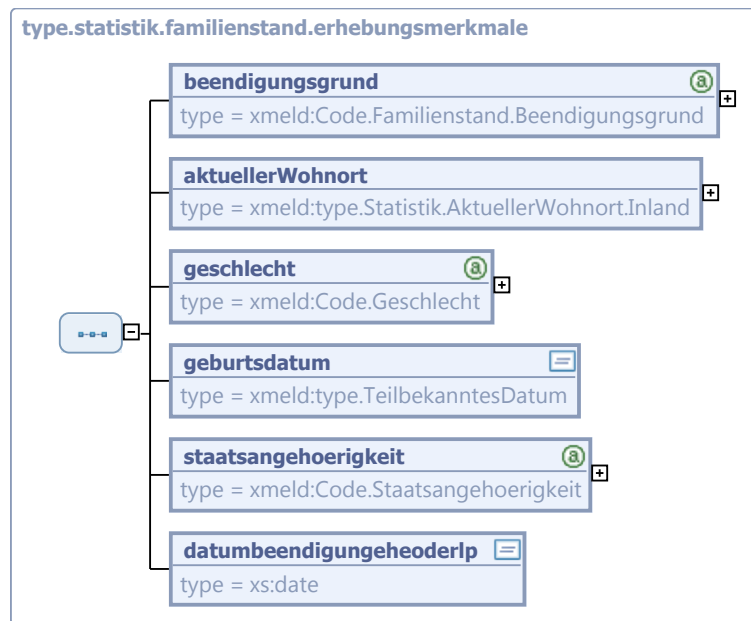 type.statistik.familienstand.erhebungsmerkmale
beendigungsgrund
type = xmeld:Code.Familienstand.Beendigungsgrund
aktuellerWohnort
type = xmeld:type.Statistik.AktuellerWohnort.Inland
geschlecht
type = xmeld:Code.Geschlecht
geburtsdatum
type = xmeld:type.TeilbekanntesDatum
staatsangehoerigkeit
type = xmeld:Code.Staatsangehoerigkeit
datumbeendigungeheoderlp
type = xs:date